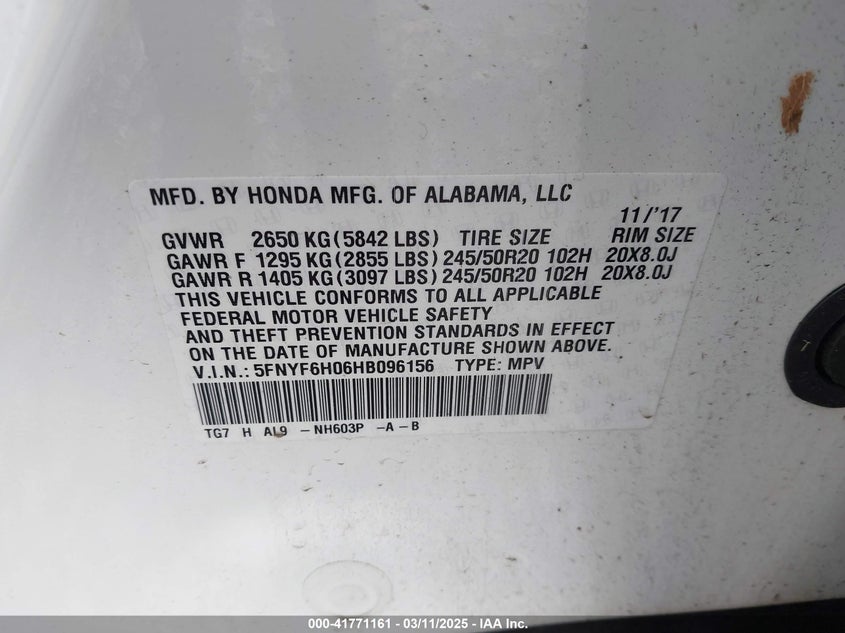 MFD. BY HONDA MFG. OF ALABAMA, LLC
11/'17
GVWR 2650 KG(5842 LBS) TIRE SIZE RIM SIZE
GAWR F 1295 KG(2855 LBS) 245/50R20 102H 20X8.0J
GAWR R 1405 KG(3097 LBS) 245/50R20 102H 20X8.0J
THIS VEHICLE CONFORMS TO ALL APPLICABLE
FEDERAL MOTOR VEHICLE SAFETY
AND THEFT PREVENTION STANDARDS IN EFFECT
ON THE DATE OF MANUFACTURE SHOWN ABOVE.
V.I.N.: 5FNYF6H06HB096156 TYPE: MPV
TG7 H AL9 -NH603P -A-B
000-41771161 - 03/11/2025 - IAA Inc.